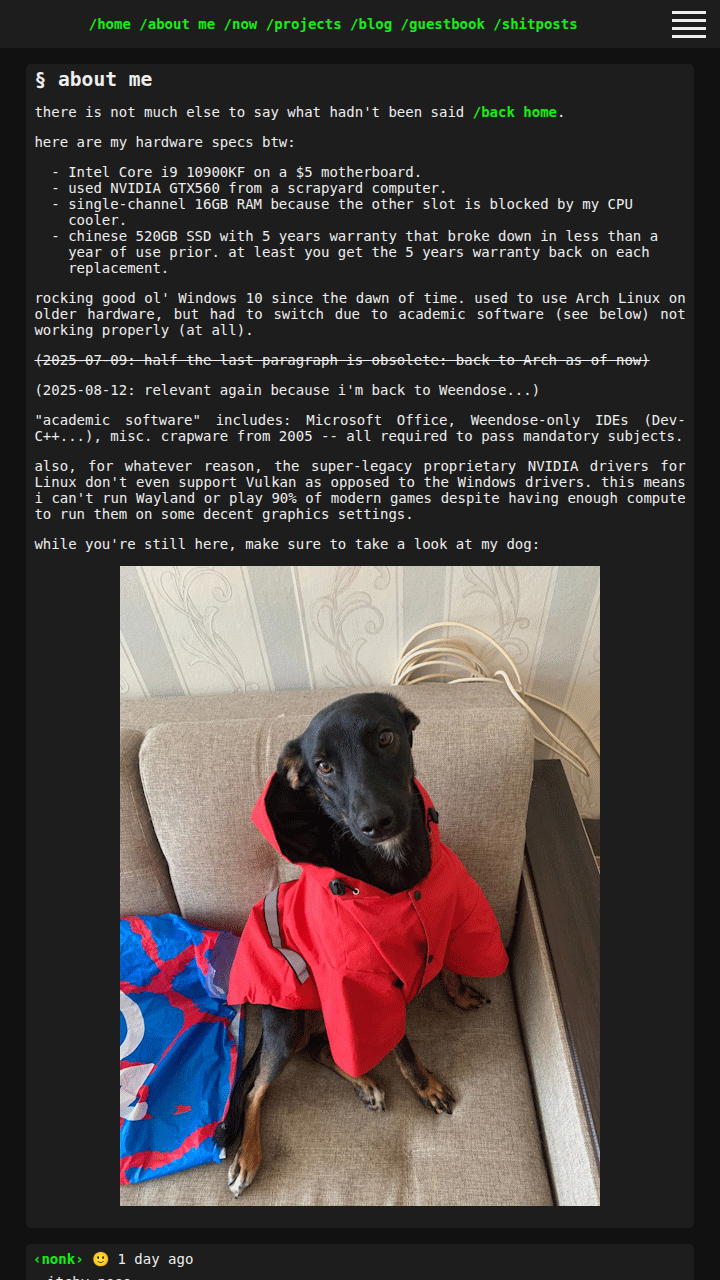 /home /about me /now /projects /blog /guestbook /shitposts
§ about me
there is not much else to say what hadn't been said /back home.
here are my hardware specs btw:
- Intel Core i9 10900KF on a $5 motherboard.
- used NVIDIA GTX560 from a scrapyard computer.
- single-channel 16GB RAM because the other slot is blocked by my CPU
cooler.
- chinese 520GB SSD with 5 years warranty that broke down in less than a
year of use prior. at least you get the 5 years warranty back on each
replacement.
rocking good ol' Windows 10 since the dawn of time. used to use Arch Linux on
older hardware, but had to switch due to academic software (see below) not
working properly (at all).
(2025-07-09: half the last paragraph is obsolete: back to Arch as of now)
(2025-08-12: relevant again because i'm back to Weendose...)
"academic software" includes: Microsoft Office, Weendose-only IDEs (Dev-
C++...), misc. crapware from 2005 -- all required to pass mandatory subjects.
also, for whatever reason, the super-legacy proprietary NVIDIA drivers for
Linux don't even support Vulkan as opposed to the Windows drivers. this means
i can't run Wayland or play 90% of modern games despite having enough compute
to run them on some decent graphics settings.
while you're still here, make sure to take a look at my dog:
‹nonk› 🙂 1 day ago